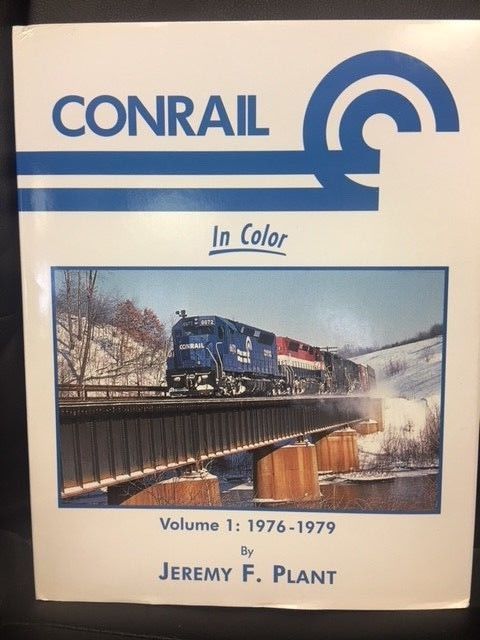 CONRAIL
In Color
CONRAIL
Volume 1: 1976-1979
By
JEREMY F. PLANT